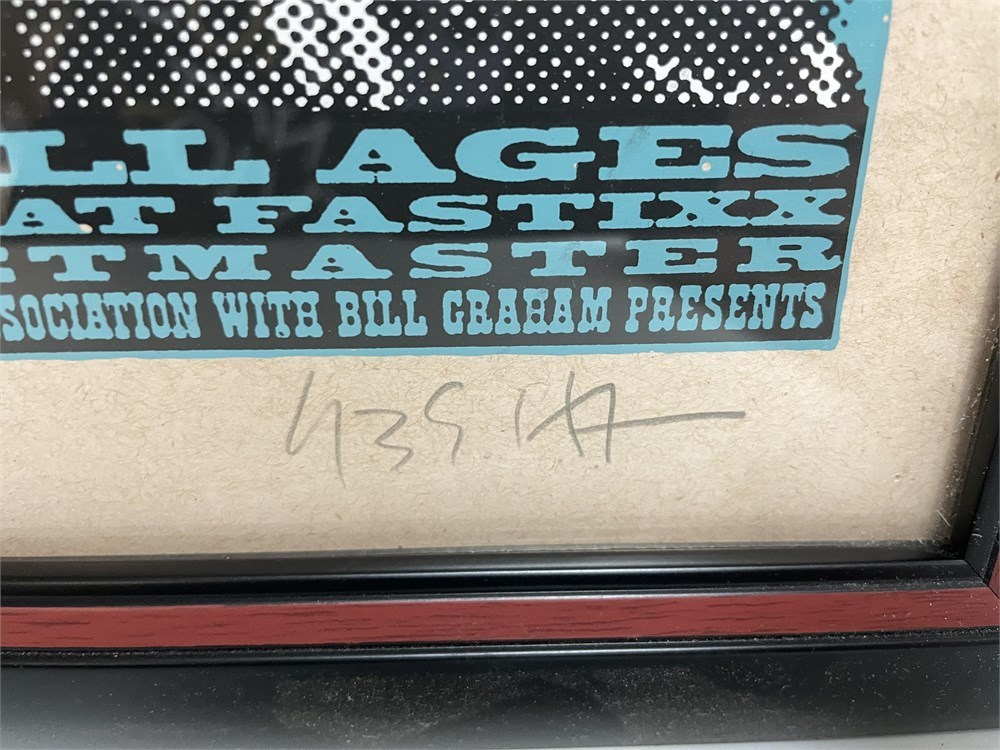 LL AGES
AT FASTIXX
TMASTER
SOCIATION WITH BILL GRAHAM PRESENTS